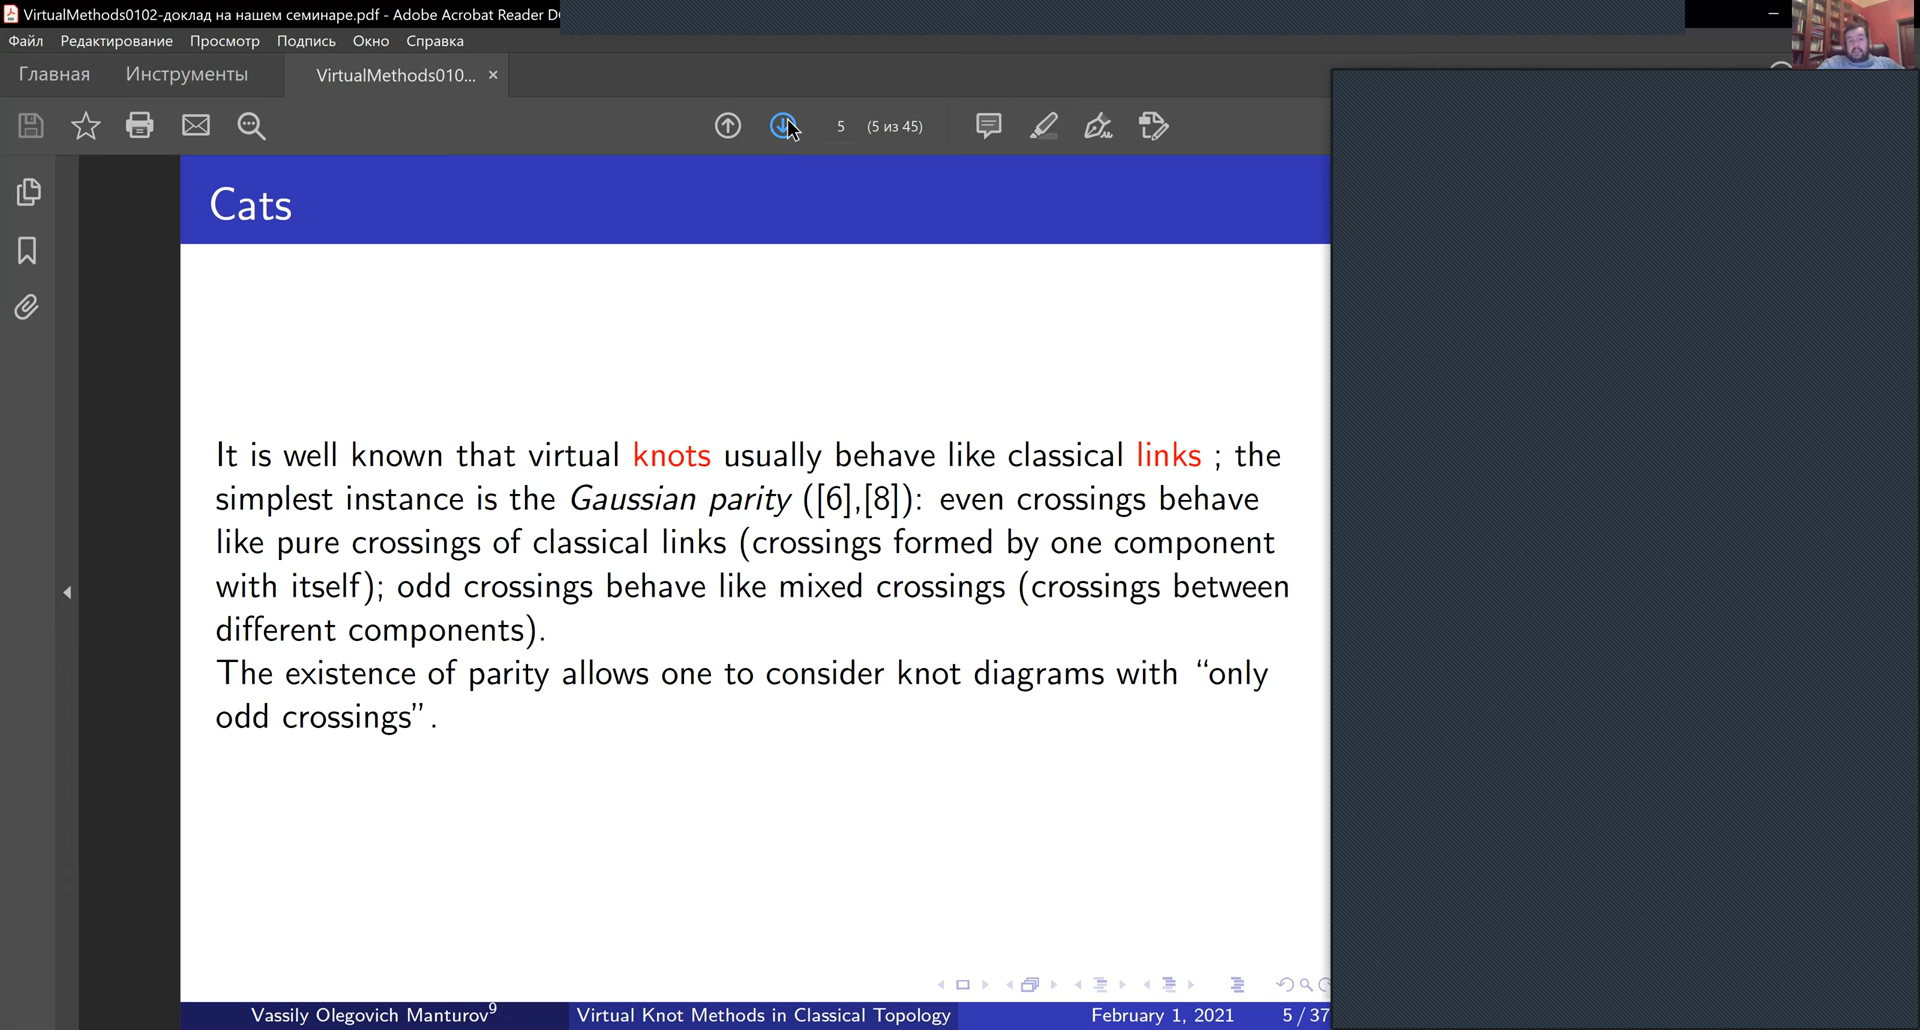 VirtualMethods0102-доклад на нашем семинаре.pdf - Adobe Acrobat Reader D
Файл Редактирование Просмотр Подпись Окно Справка
Главная Инструменты VirtualMethods010... ×
5 (5 из 45)
Cats
It is well known that virtual knots usually behave like classical links ; the
simplest instance is the Gaussian parity ([6],[8]): even crossings behave
like pure crossings of classical links (crossings formed by one component
with itself); odd crossings behave like mixed crossings (crossings between
different components).
The existence of parity allows one to consider knot diagrams with “only
odd crossings”.
Vassily Olegovich Manturov⁹ Virtual Knot Methods in Classical Topology February 1, 2021 5 / 37